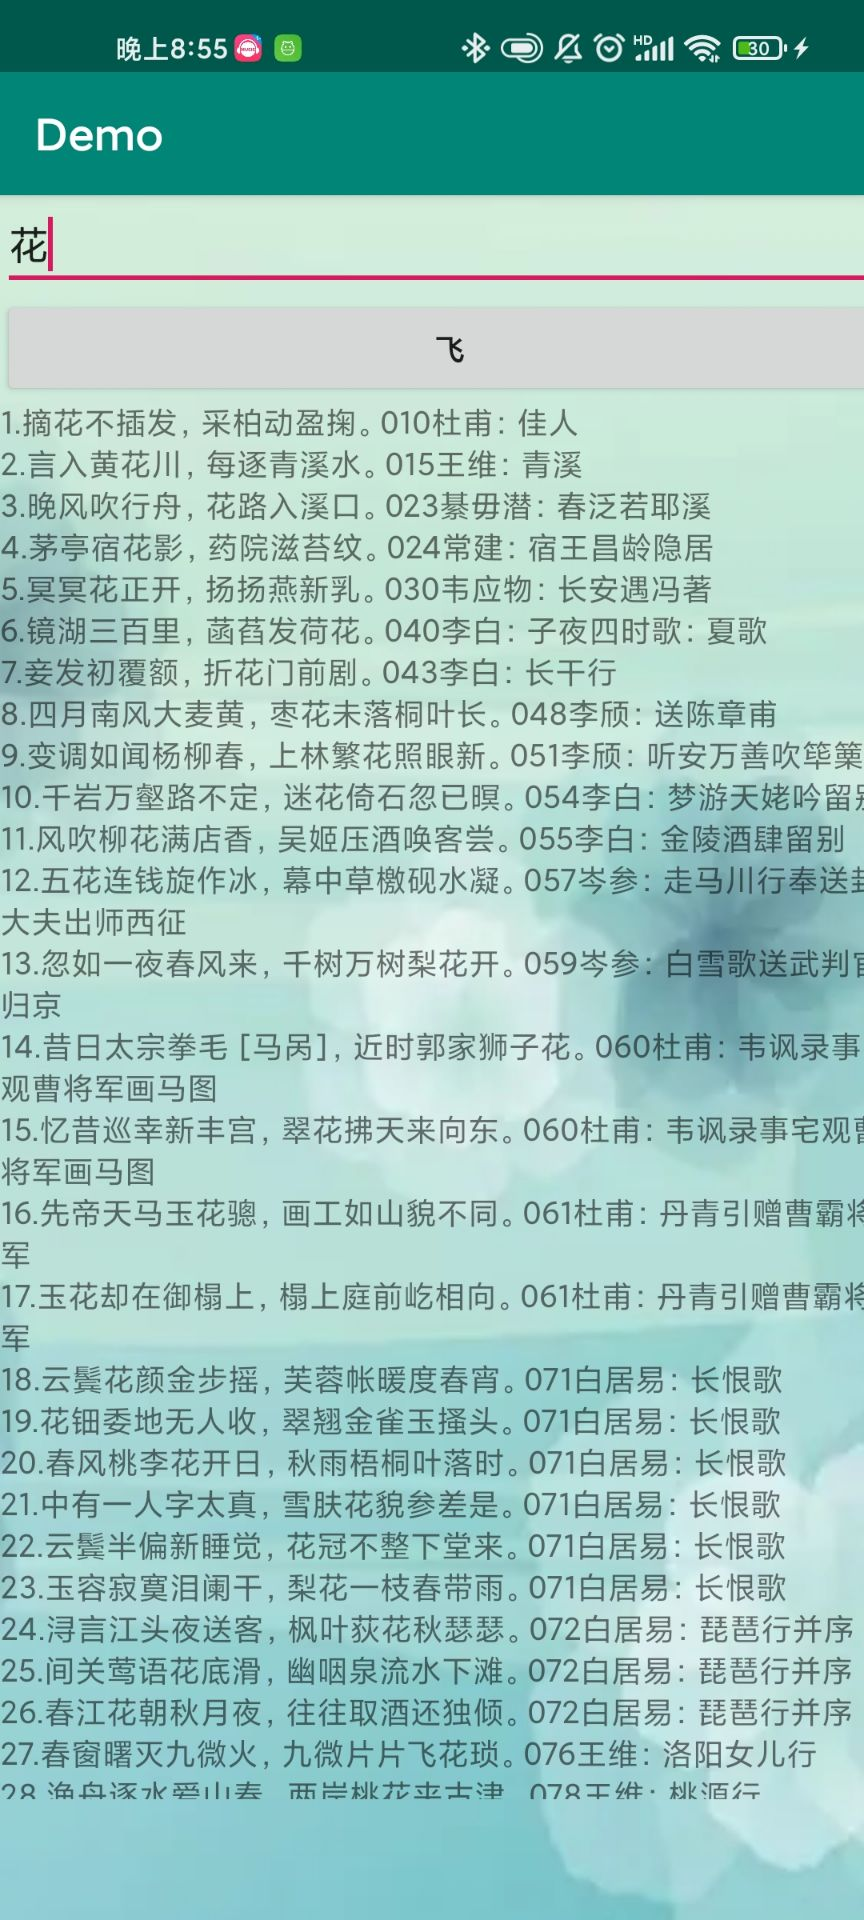 晚上8:55
HD
30
Demo
花
飞
1.摘花不插发，采柏动盈掬。010杜甫：佳人
2.言入黄花川，每逐青溪水。015王维：青溪
3.晚风吹行舟，花路入溪口。023綦毋潜：春泛若耶溪
4.茅亭宿花影，药院滋苔纹。024常建：宿王昌龄隐居
5.冥冥花正开，扬扬燕新乳。030韦应物：长安遇冯著
6.镜湖三百里，菡萏发荷花。040李白：子夜四时歌：夏歌
7.妾发初覆额，折花门前剧。043李白：长干行
8.四月南风大麦黄，枣花未落桐叶长。048李颀：送陈章甫
9.变调如闻杨柳春，上林繁花照眼新。051李颀：听安万善吹筚篥
10.千岩万壑路不定，迷花倚石忽已暝。054李白：梦游天姥吟留别
11.风吹柳花满店香，吴姬压酒唤客尝。055李白：金陵酒肆留别
12.五花连钱旋作冰，幕中草檄砚水凝。057岑参：走马川行奉送封
大夫出师西征
13.忽如一夜春风来，千树万树梨花开。059岑参：白雪歌送武判官
归京
14.昔日太宗拳毛 [马呙]，近时郭家狮子花。060杜甫：韦讽录事
观曹将军画马图
15.忆昔巡幸新丰宫，翠花拂天来向东。060杜甫：韦讽录事宅观曹
将军画马图
16.先帝天马玉花骢，画工如山貌不同。061杜甫：丹青引赠曹霸将
军
17.玉花却在御榻上，榻上庭前屹相向。061杜甫：丹青引赠曹霸将
军
18.云鬓花颜金步摇，芙蓉帐暖度春宵。071白居易：长恨歌
19.花钿委地无人收，翠翘金雀玉搔头。071白居易：长恨歌
20.春风桃李花开日，秋雨梧桐叶落时。071白居易：长恨歌
21.中有一人字太真，雪肤花貌参差是。071白居易：长恨歌
22.云鬓半偏新睡觉，花冠不整下堂来。071白居易：长恨歌
23.玉容寂寞泪阑干，梨花一枝春带雨。071白居易：长恨歌
24.浔言江头夜送客，枫叶荻花秋瑟瑟。072白居易：琵琶行并序
25.间关莺语花底滑，幽咽泉流水下滩。072白居易：琵琶行并序
26.春江花朝秋月夜，往往取酒还独倾。072白居易：琵琶行并序
27.春窗曙灭九微火，九微片片飞花琐。076王维：洛阳女儿行
28.渔舟逐水爱山春，两岸桃花夹古津。078王维：桃源行